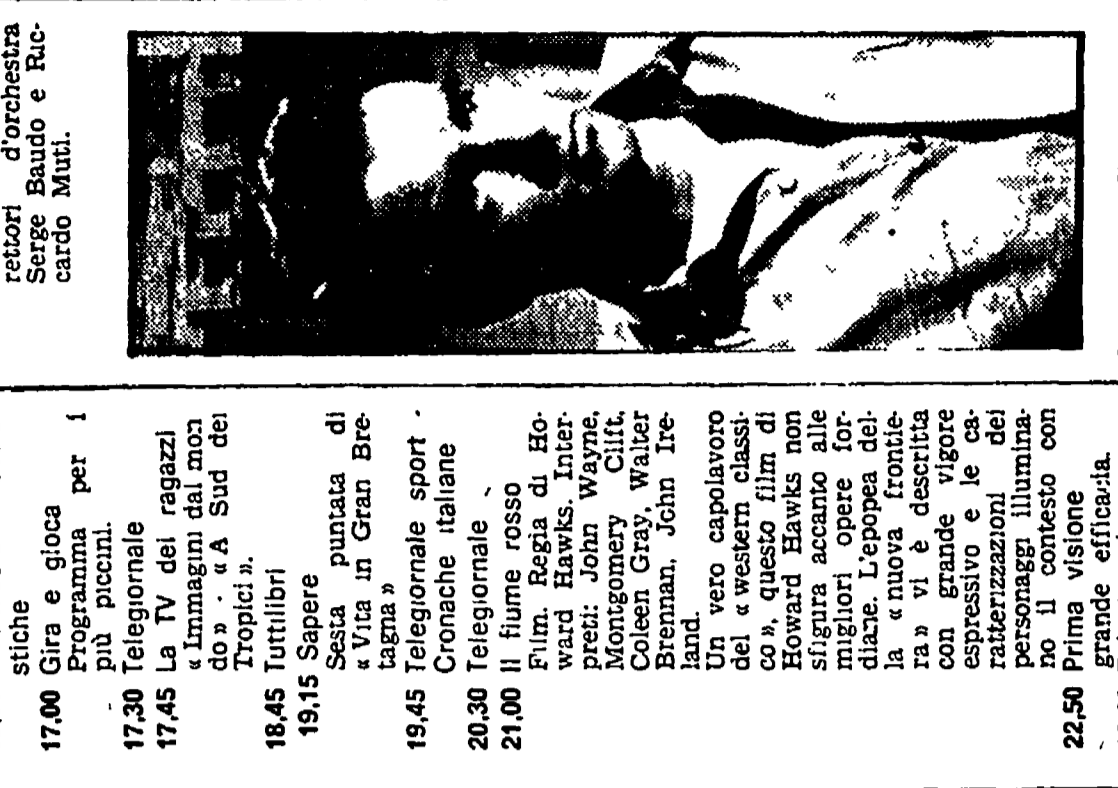 rettori d'orchestra
Serge Baudo e Ric-
cardo Muti.
stiche
17,00 Gira e gioca
Programma per i
più piccini.
17,30 Telegiornale
17,45 La TV dei ragazzi
« Immagini dal mon
do » - « A Sud dei
Tropici ».
18,45 Tuttilibri
19,15 Sapere
Sesta puntata di
« Vita in Gran Bre-
tagna »
19,45 Telegiornale sport -
Cronache italiane
20,30 Telegiornale
21,00 Il fiume rosso
Film. Regia di Ho-
ward Hawks. Inter-
preti: John Wayne,
Montgomery Clift,
Coleen Gray, Walter
Brennan, John Ire-
land.
Un vero capolavoro
del « western classi-
co », questo film di
Howard Hawks non
sfigura accanto alle
migliori opere for-
diane. L'epopea del-
la « nuova frontie-
ra » vi è descritta
con grande vigore
espressivo e le ca-
ratterizzazioni dei
personaggi illumina-
no il contesto con
grande efficacia.
22,50 Prima visione